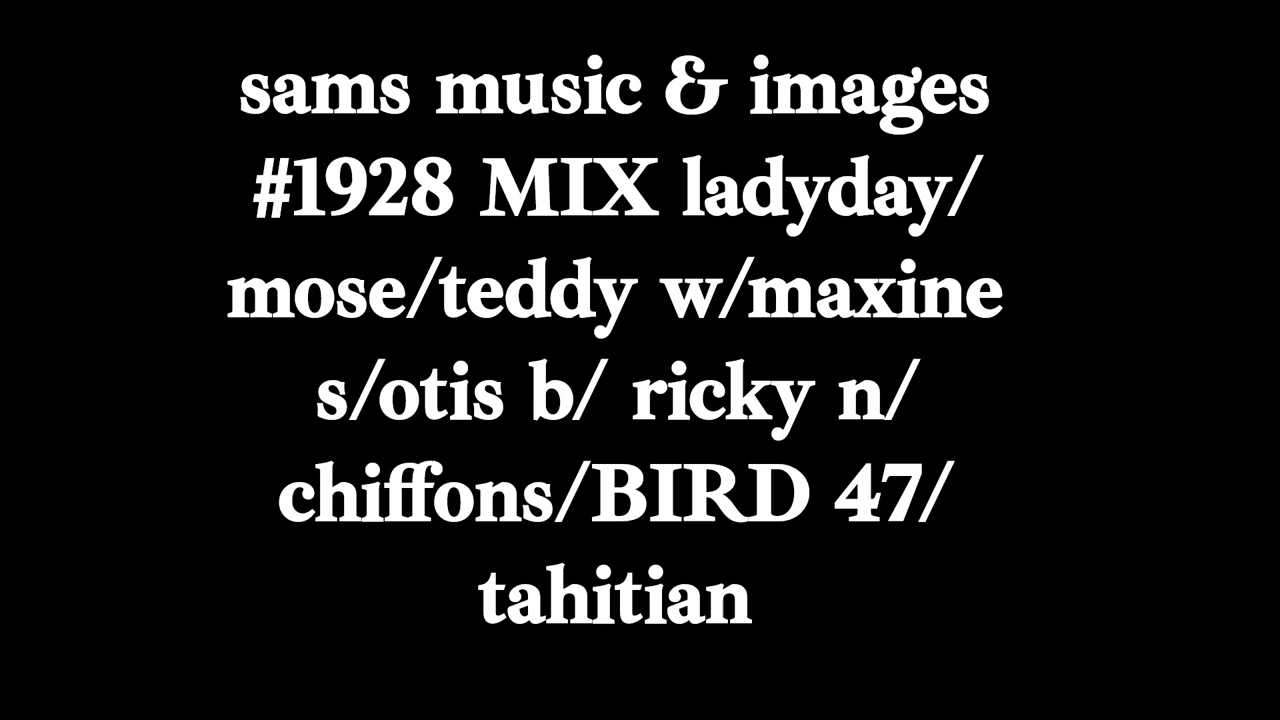 sams music & images
#1928 MIX ladyday/
mose/teddy w/maxine
s/otis b/ ricky n/
chiffons/BIRD 47/
tahitian